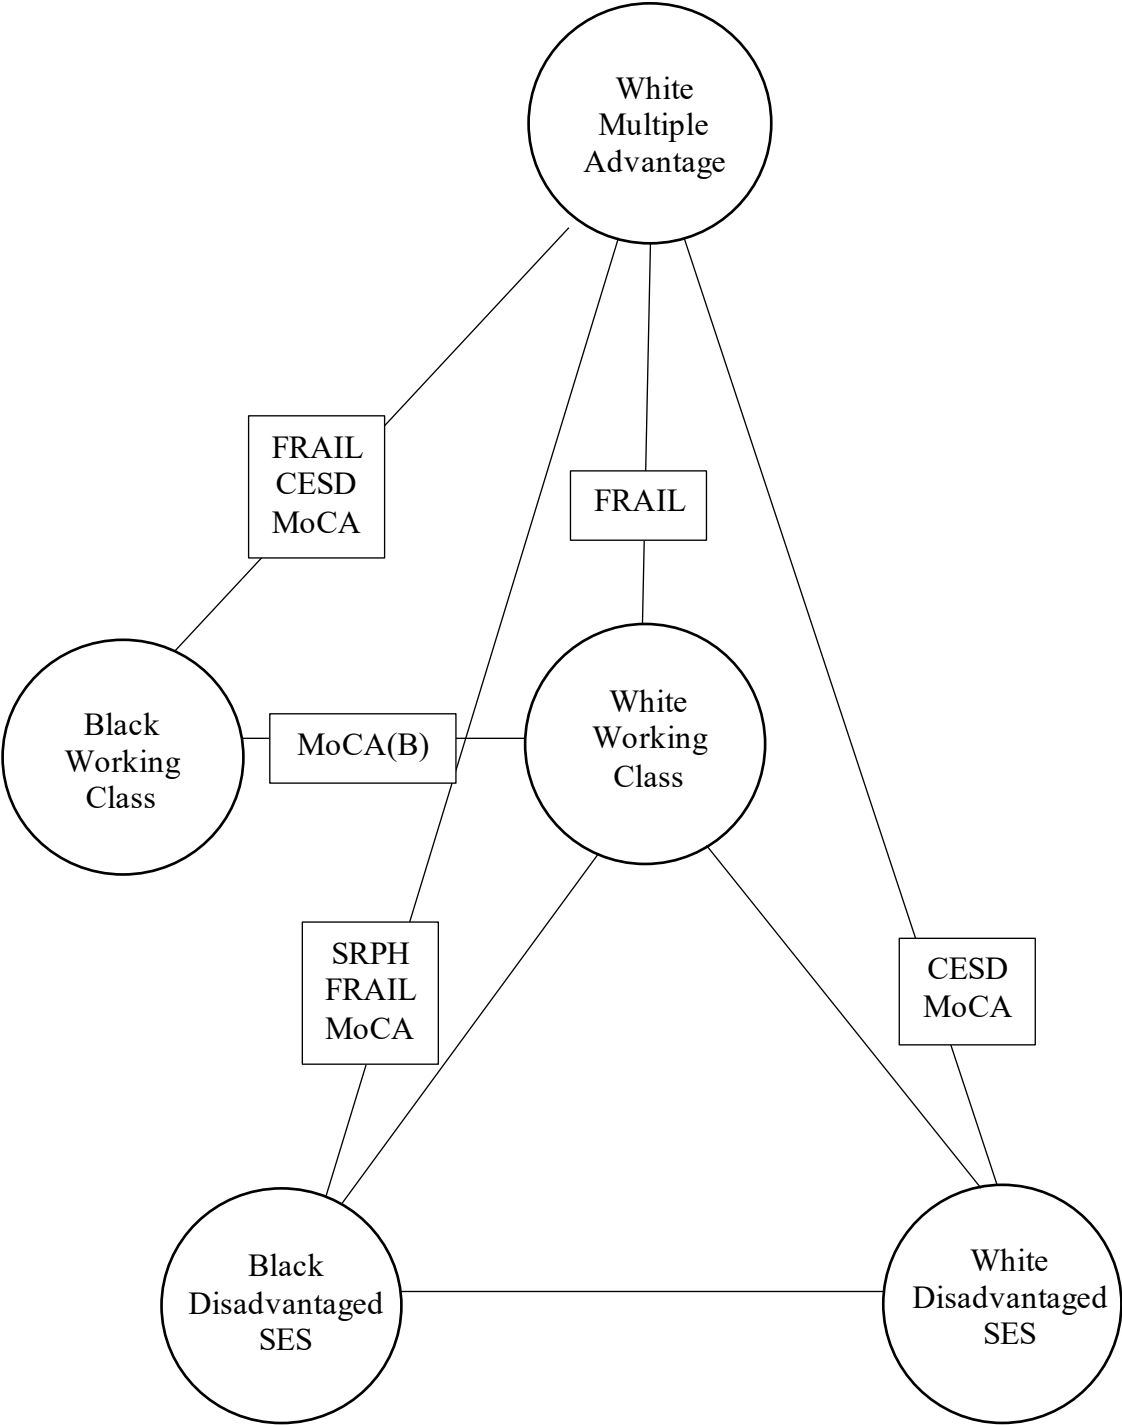 White
Multiple
Advantage
FRAIL
CESD
MoCA
FRAIL
Black
Working
Class
MoCA(B)
White
Working
Class
SRPH
FRAIL
MoCA
CESD
MoCA
Black
Disadvantaged
SES
White
Disadvantaged
SES